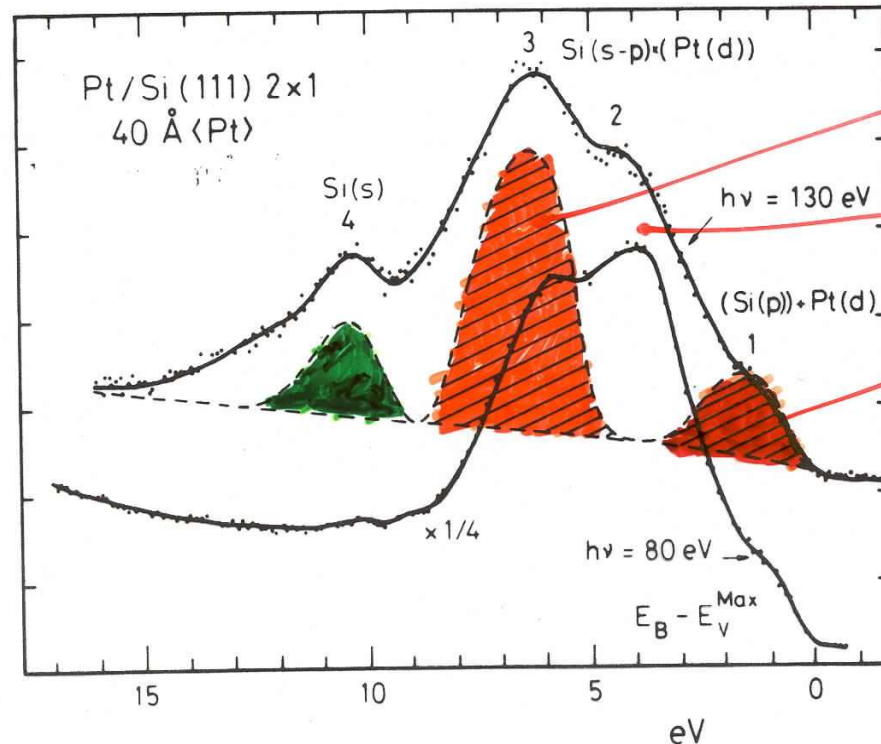 3 Si(s-p)*(Pt(d))
Pt/Si(111) 2×1
40 Å ⟨Pt⟩
2
Si(s)
4
hν = 130 eV
(Si(p))+Pt(d)
1
× 1/4
hν = 80 eV
E_B - E_V^Max
15 10 5 0
eV